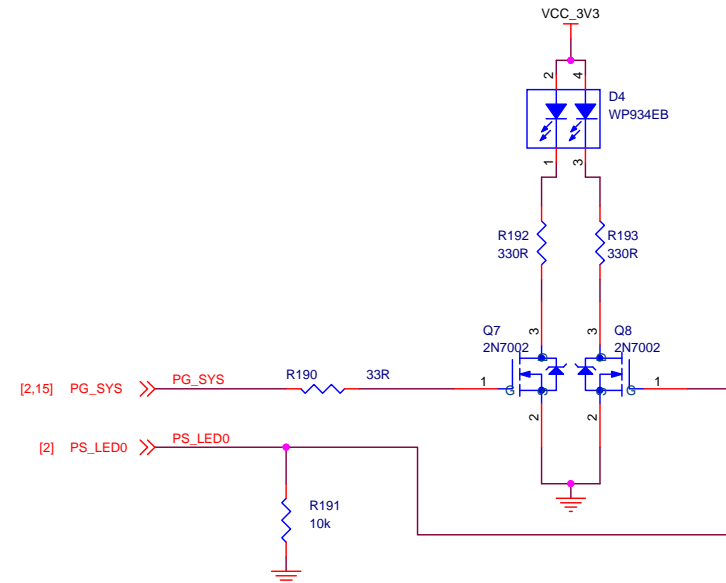 VCC_3V3
2
4
D4
WP934EB
1
3
R192
330R
R193
330R
Q7
2N7002
3
3
Q8
2N7002
[2,15] PG_SYS
PG_SYS
R190 33R
1
G
D
S
D
S
G
1
2
2
[2] PS_LED0
PS_LED0
R191
10k